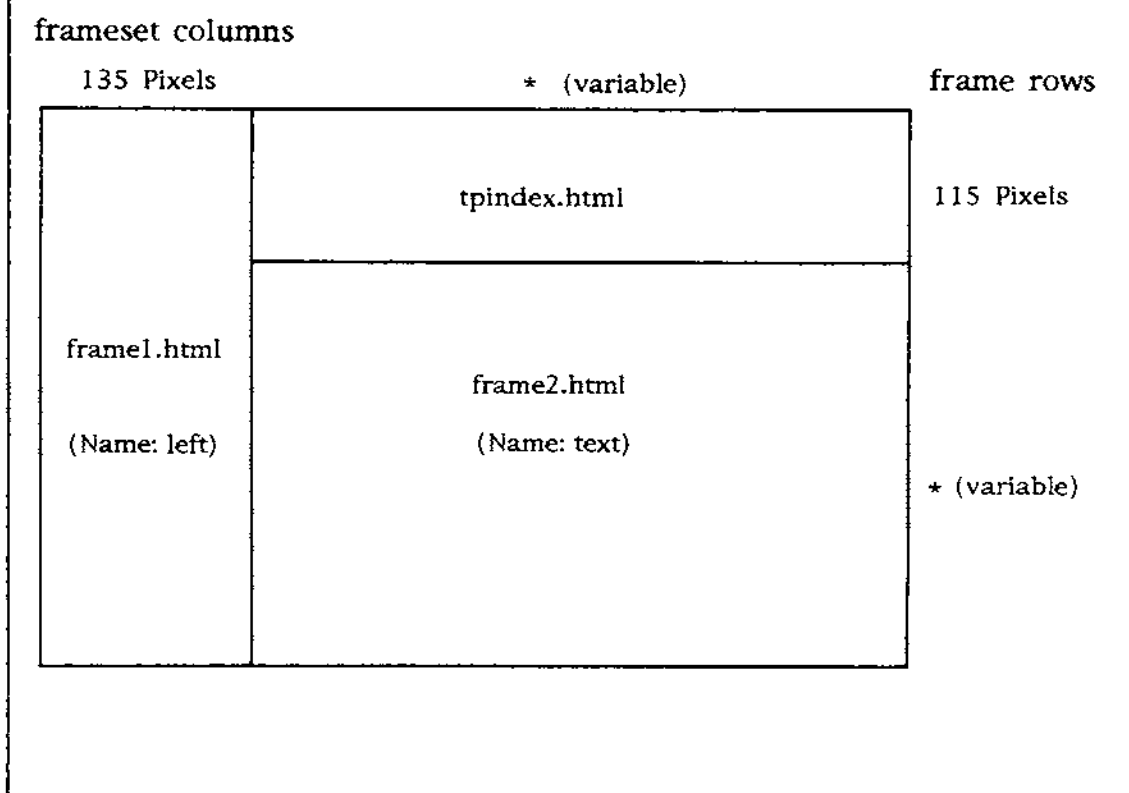 frameset columns
135 Pixels
* (variable)
frame rows
tpindex.html
115 Pixels
frame1.html
frame2.html
(Name: left)
(Name: text)
* (variable)